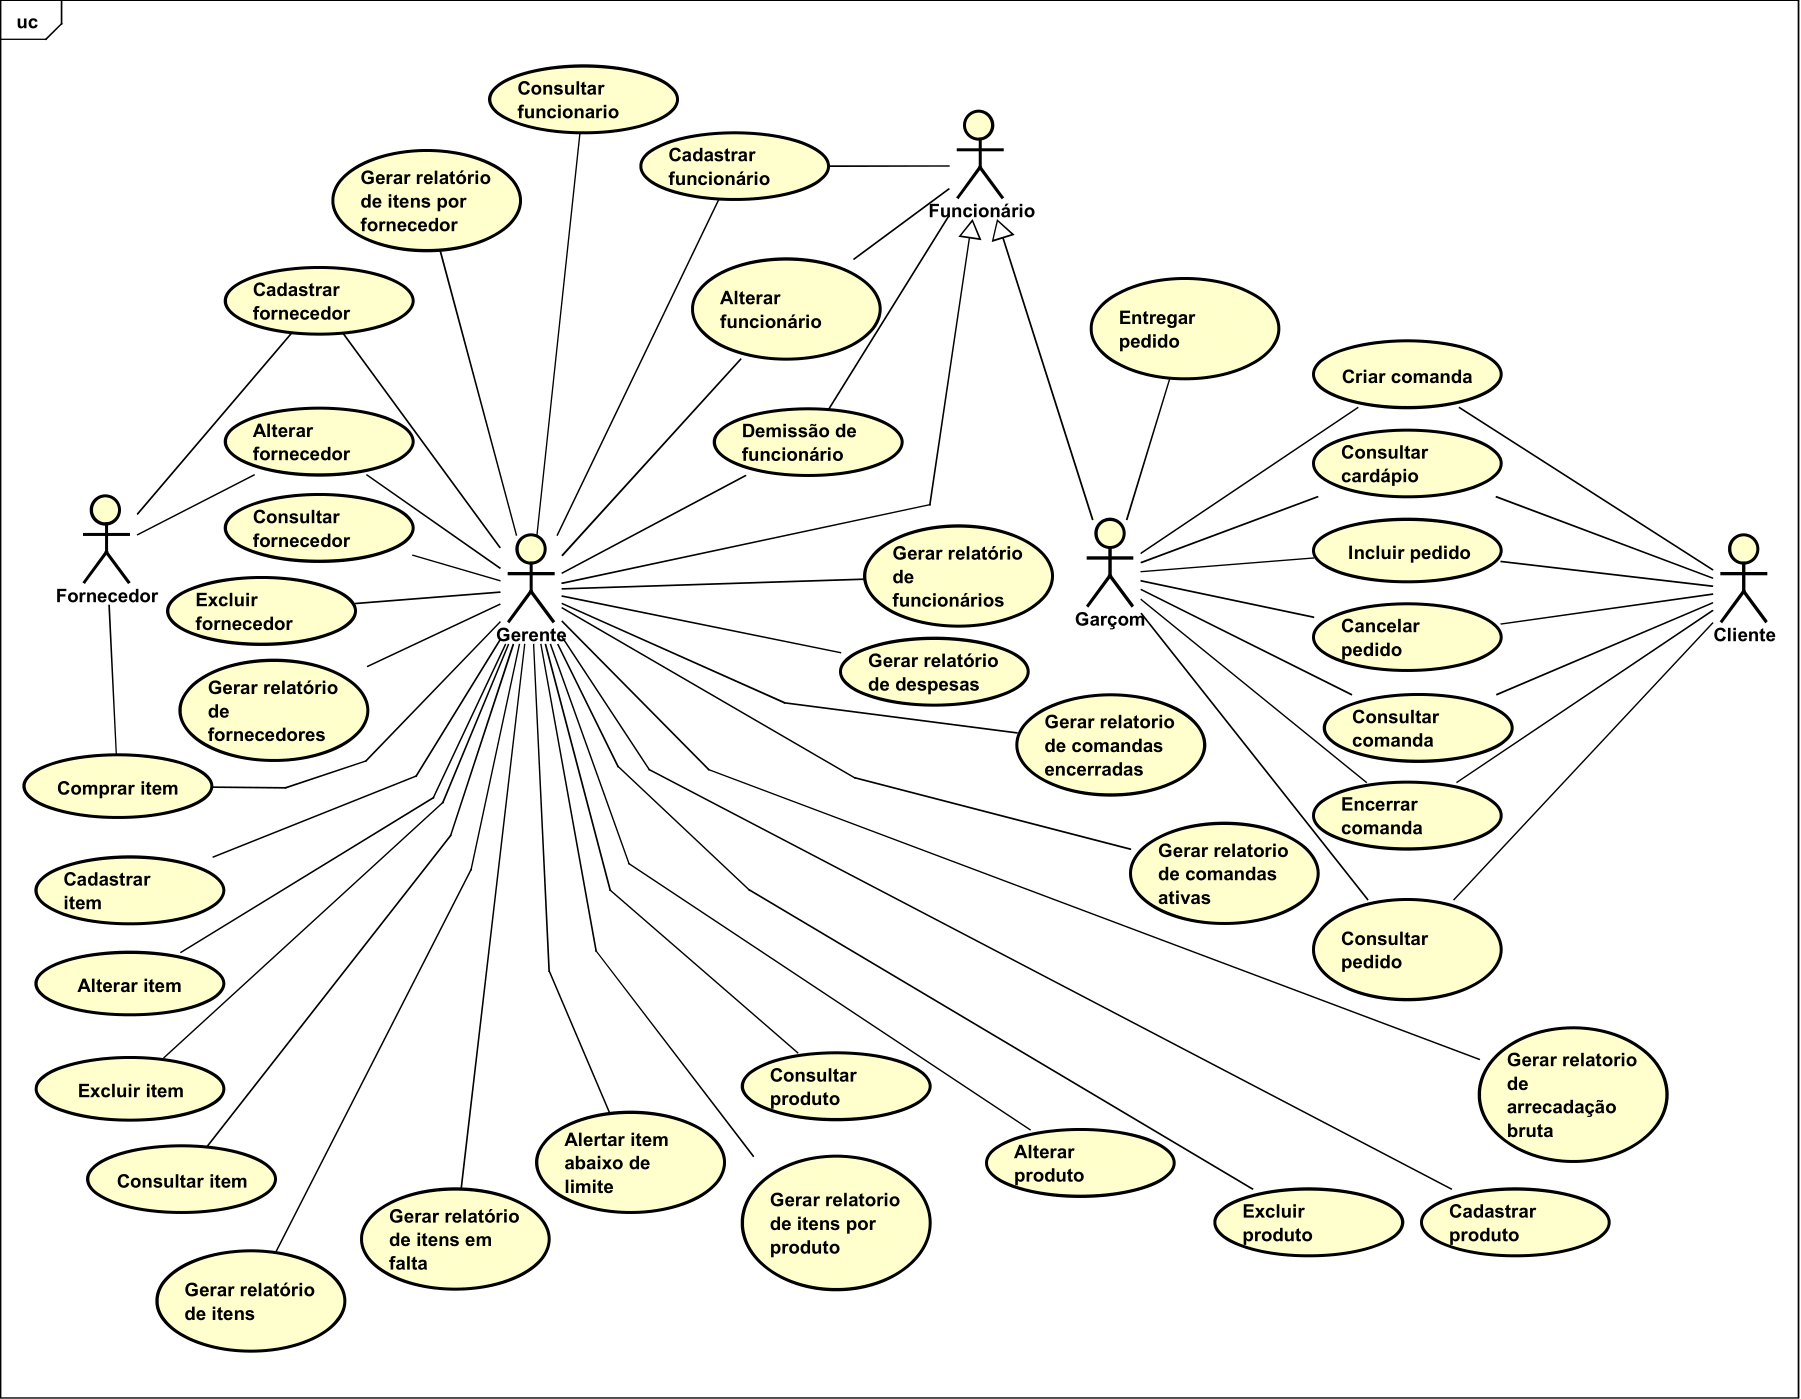 uc
Consultar
funcionario
Cadastrar
funcionário
Gerar relatório
de itens por
fornecedor
Funcionário
Cadastrar
fornecedor
Alterar
funcionário
Entregar
pedido
Criar comanda
Alterar
fornecedor
Demissão de
funcionário
Consultar
cardápio
Consultar
fornecedor
Gerar relatório
de
funcionários
Incluir pedido
Fornecedor
Excluir
fornecedor
Gerente
Garçom
Cancelar
pedido
Cliente
Gerar relatório
de
fornecedores
Gerar relatório
de despesas
Gerar relatorio
de comandas
encerradas
Consultar
comanda
Comprar item
Encerrar
comanda
Gerar relatorio
de comandas
ativas
Cadastrar
item
Consultar
pedido
Alterar item
Excluir item
Consultar
produto
Gerar relatorio
de
arrecadação
bruta
Consultar item
Alertar item
abaixo de
limite
Alterar
produto
Gerar relatório
de itens em
falta
Gerar relatorio
de itens por
produto
Excluir
produto
Cadastrar
produto
Gerar relatório
de itens